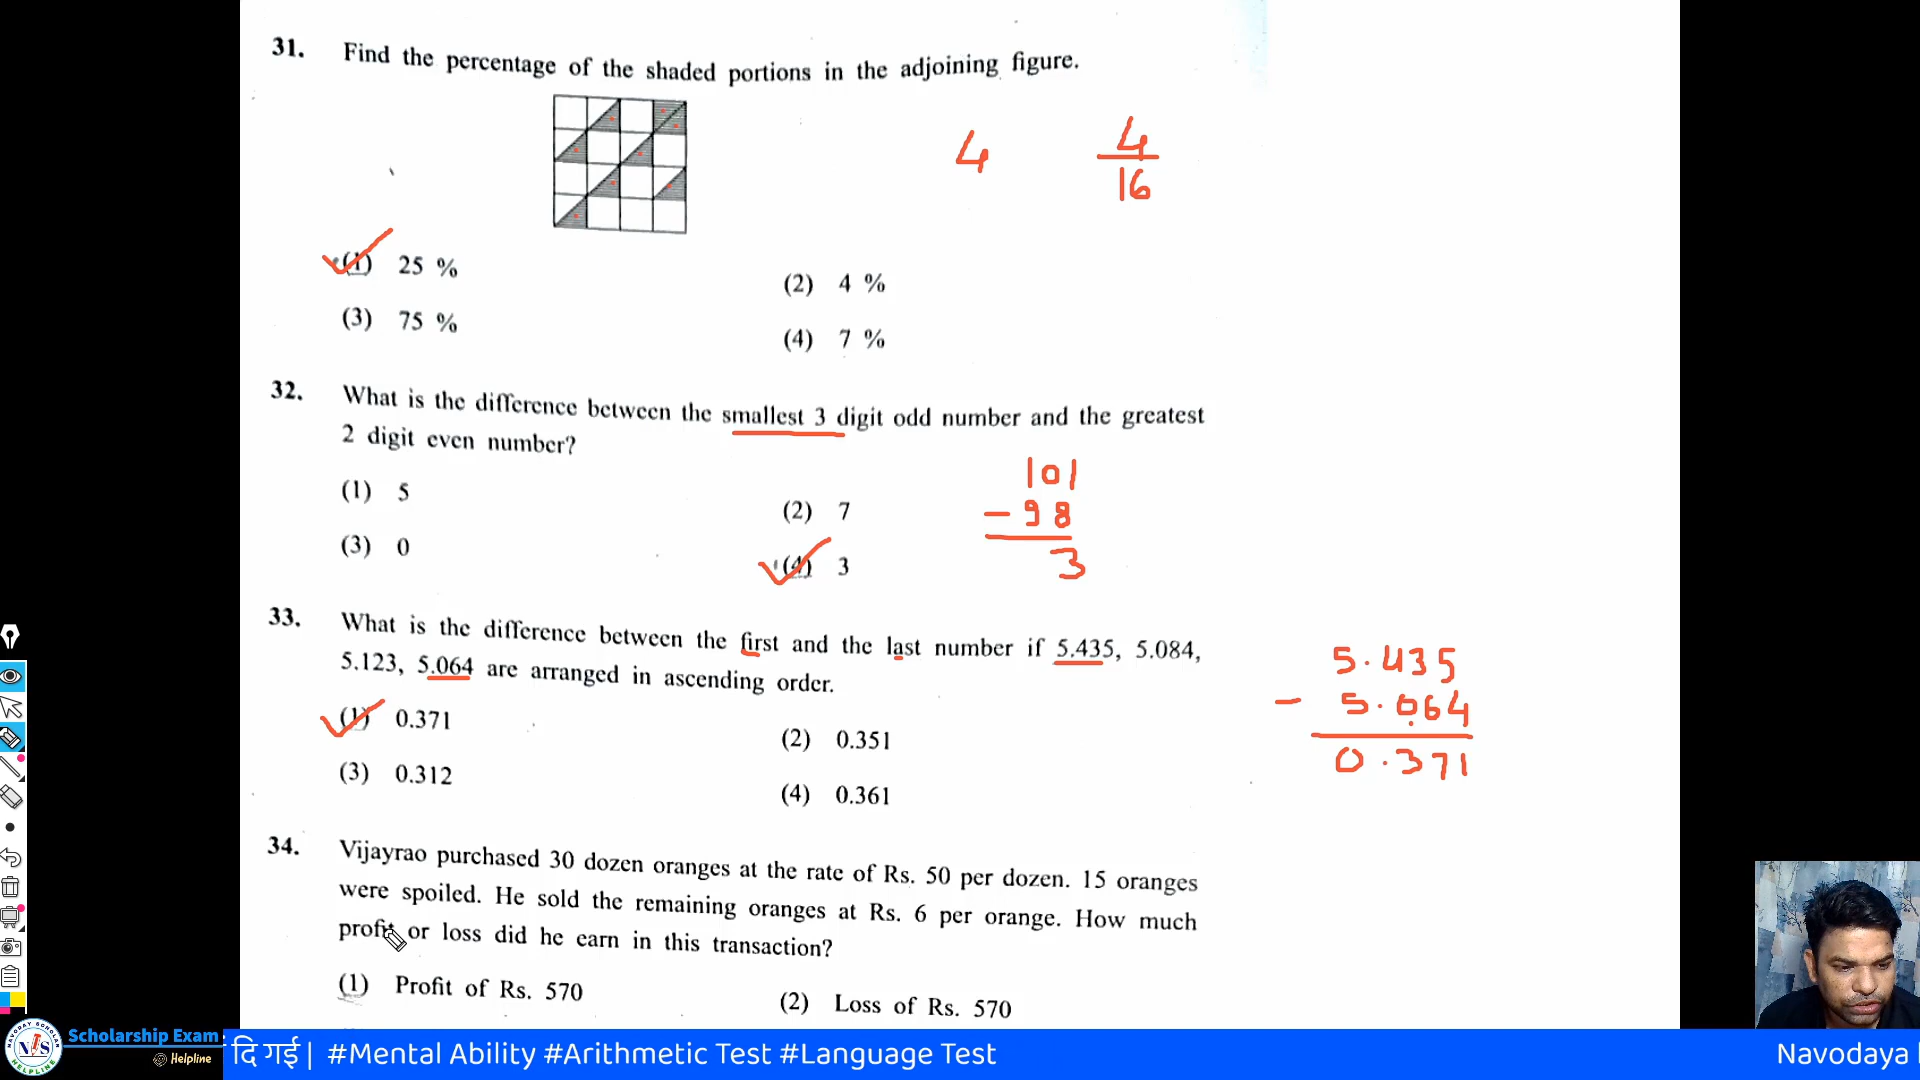 31. Find the percentage of the shaded portions in the adjoining figure.
4
4
16
(1) 25 %
(2) 4 %
(3) 75 %
(4) 7 %
32. What is the difference between the smallest 3 digit odd number and the greatest
2 digit even number?
(1) 5
(2) 7
(3) 0
(4) 3
101
- 98
3
33. What is the difference between the first and the last number if 5.435, 5.084,
5.123, 5.064 are arranged in ascending order.
(1) 0.371
(2) 0.351
(3) 0.312
(4) 0.361
5.435
- 5.064
0.371
34. Vijayrao purchased 30 dozen oranges at the rate of Rs. 50 per dozen. 15 oranges
were spoiled. He sold the remaining oranges at Rs. 6 per orange. How much
profit or loss did he earn in this transaction?
(1) Profit of Rs. 570
(2) Loss of Rs. 570
Scholarship Exam
Helpline
दि गई | #Mental Ability #Arithmetic Test #Language Test
Navodaya